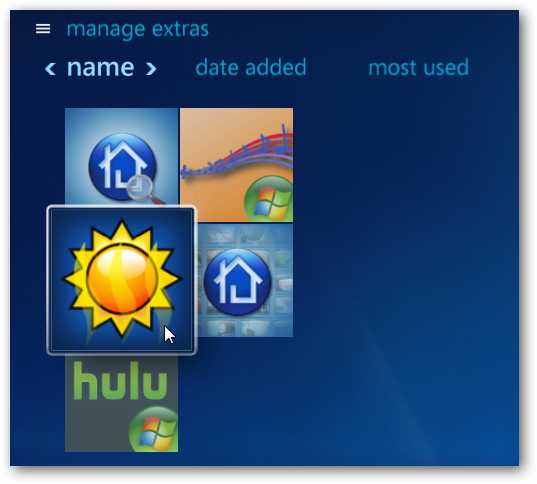 manage extras
name
date added
most used
hulu